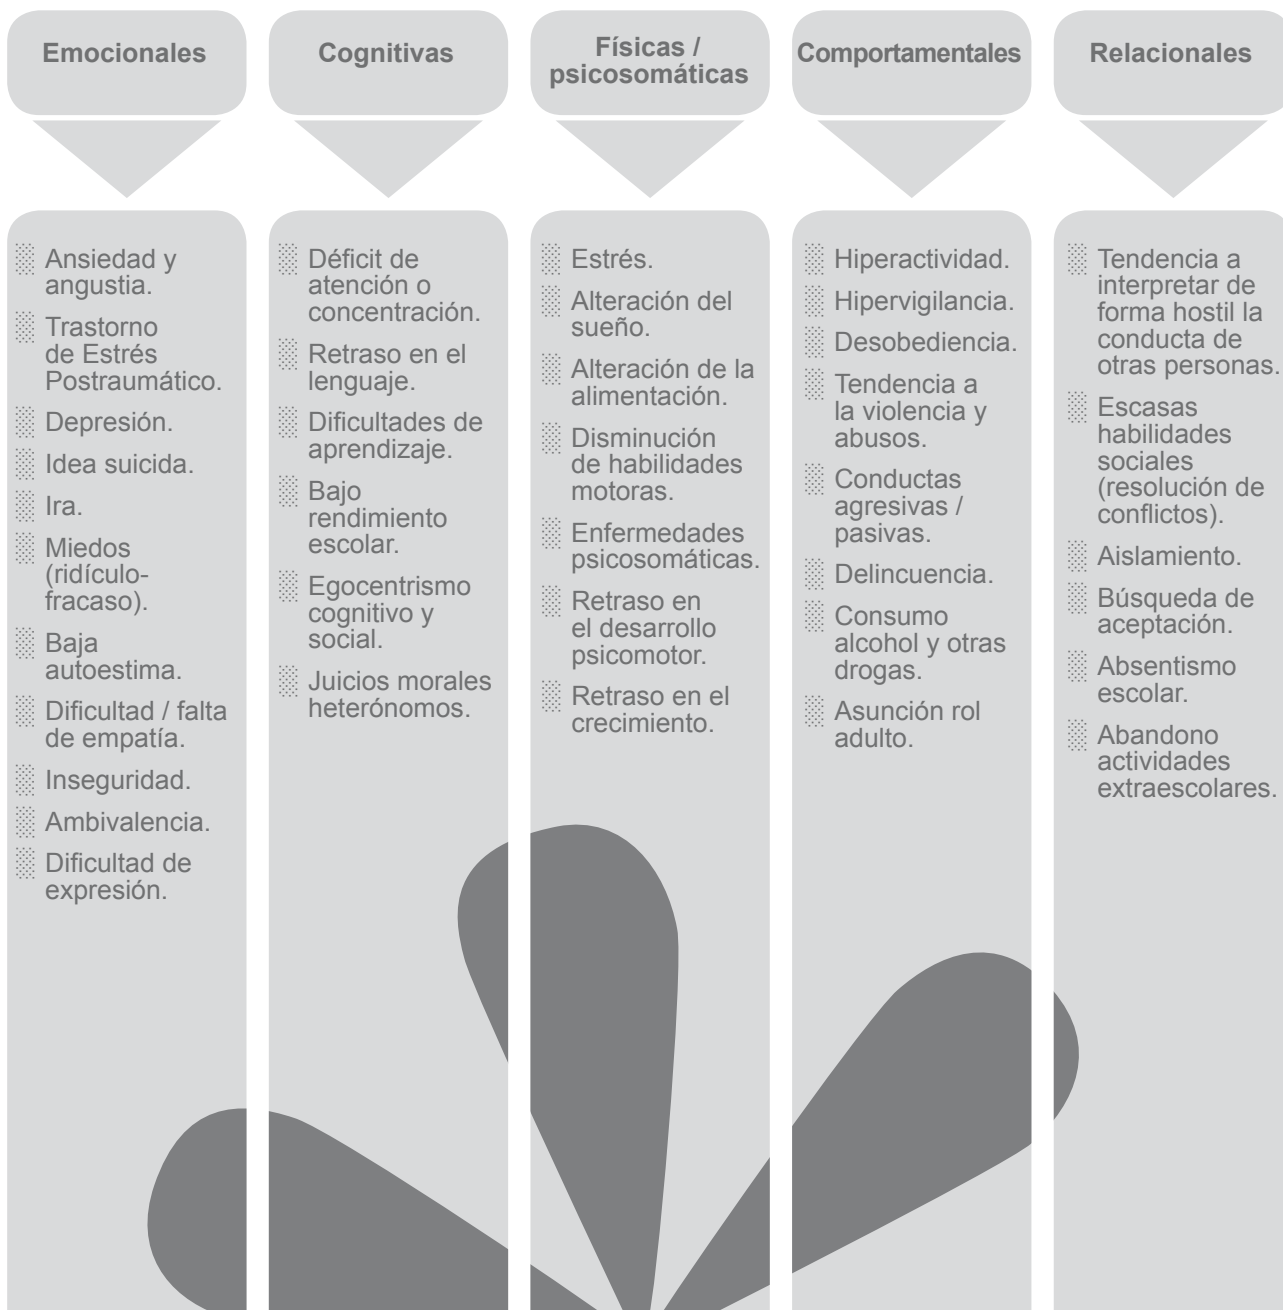 Emocionales
Ansiedad y
angustia.
Trastorno
de Estrés
Postraumático.
Depresión.
Idea suicida.
Ira.
Miedos
(ridículo-
fracaso).
Baja
autoestima.
Dificultad / falta
de empatía.
Inseguridad.
Ambivalencia.
Dificultad de
expresión.
Cognitivas
Déficit de
atención o
concentración.
Retraso en el
lenguaje.
Dificultades de
aprendizaje.
Bajo
rendimiento
escolar.
Egocentrismo
cognitivo y
social.
Juicios morales
heterónomos.
Físicas /
psicosomáticas
Estrés.
Alteración del
sueño.
Alteración de la
alimentación.
Disminución
de habilidades
motoras.
Enfermedades
psicosomáticas.
Retraso en
el desarrollo
psicomotor.
Retraso en el
crecimiento.
Comportamentales
Hiperactividad.
Hipervigilancia.
Desobediencia.
Tendencia a
la violencia y
abusos.
Conductas
agresivas /
pasivas.
Delincuencia.
Consumo
alcohol y otras
drogas.
Asunción rol
adulto.
Relacionales
Tendencia a
interpretar de
forma hostil la
conducta de
otras personas.
Escasas
habilidades
sociales
(resolución de
conflictos).
Aislamiento.
Búsqueda de
aceptación.
Absentismo
escolar.
Abandono
actividades
extraescolares.